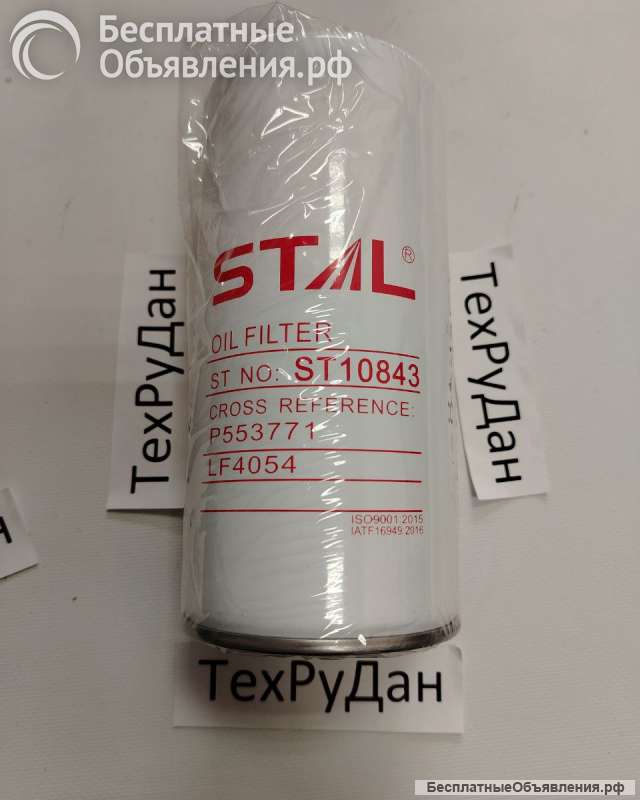 Бесплатные
Объявления.рф
STAL®
OIL FILTER
ST NO: ST10843
CROSS REFERENCE:
P553771
LF4054
ISO9001:2015
IATF16949:2016
ТехРуДан
ТехРуДан
ТехРуДан
БесплатныеОбъявления.рф